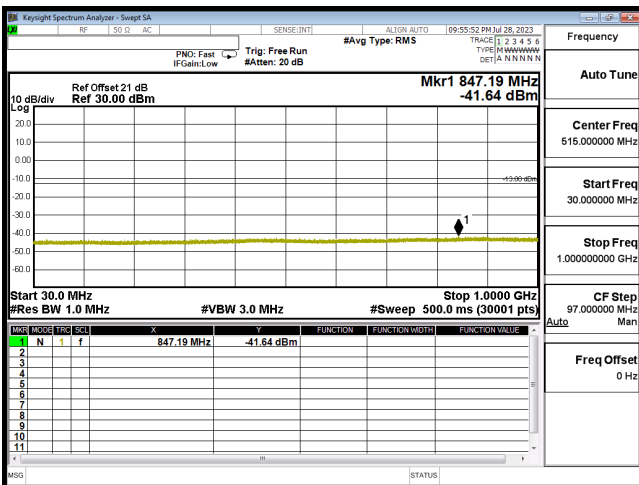 Keysight Spectrum Analyzer - Swept SA
RF 50 Ω AC SENSE:INT ALIGN AUTO 09:55:52 PM Jul 28, 2023
#Avg Type: RMS TRACE 1 2 3 4 5 6
PNO: Fast Trig: Free Run TYPE M WWWWW
IFGain:Low #Atten: 20 dB DET A N N N N N
Ref Offset 21 dB Mkr1 847.19 MHz
10 dB/div Ref 30.00 dBm -41.64 dBm
Log
20.0
10.0
0.00
-10.0
-13.00 dBm
-20.0
-30.0
1
-40.0
-50.0
-60.0
Start 30.0 MHz Stop 1.0000 GHz
#Res BW 1.0 MHz #VBW 3.0 MHz #Sweep 500.0 ms (30001 pts)
MKR MODE TRC SCL X Y FUNCTION FUNCTION WIDTH FUNCTION VALUE
1 N 1 f 847.19 MHz -41.64 dBm
2
3
4
5
6
7
8
9
10
11
MSG STATUS
Frequency
Auto Tune
Center Freq
515.000000 MHz
Start Freq
30.000000 MHz
Stop Freq
1.000000000 GHz
CF Step
97.000000 MHz
Auto Man
Freq Offset
0 Hz